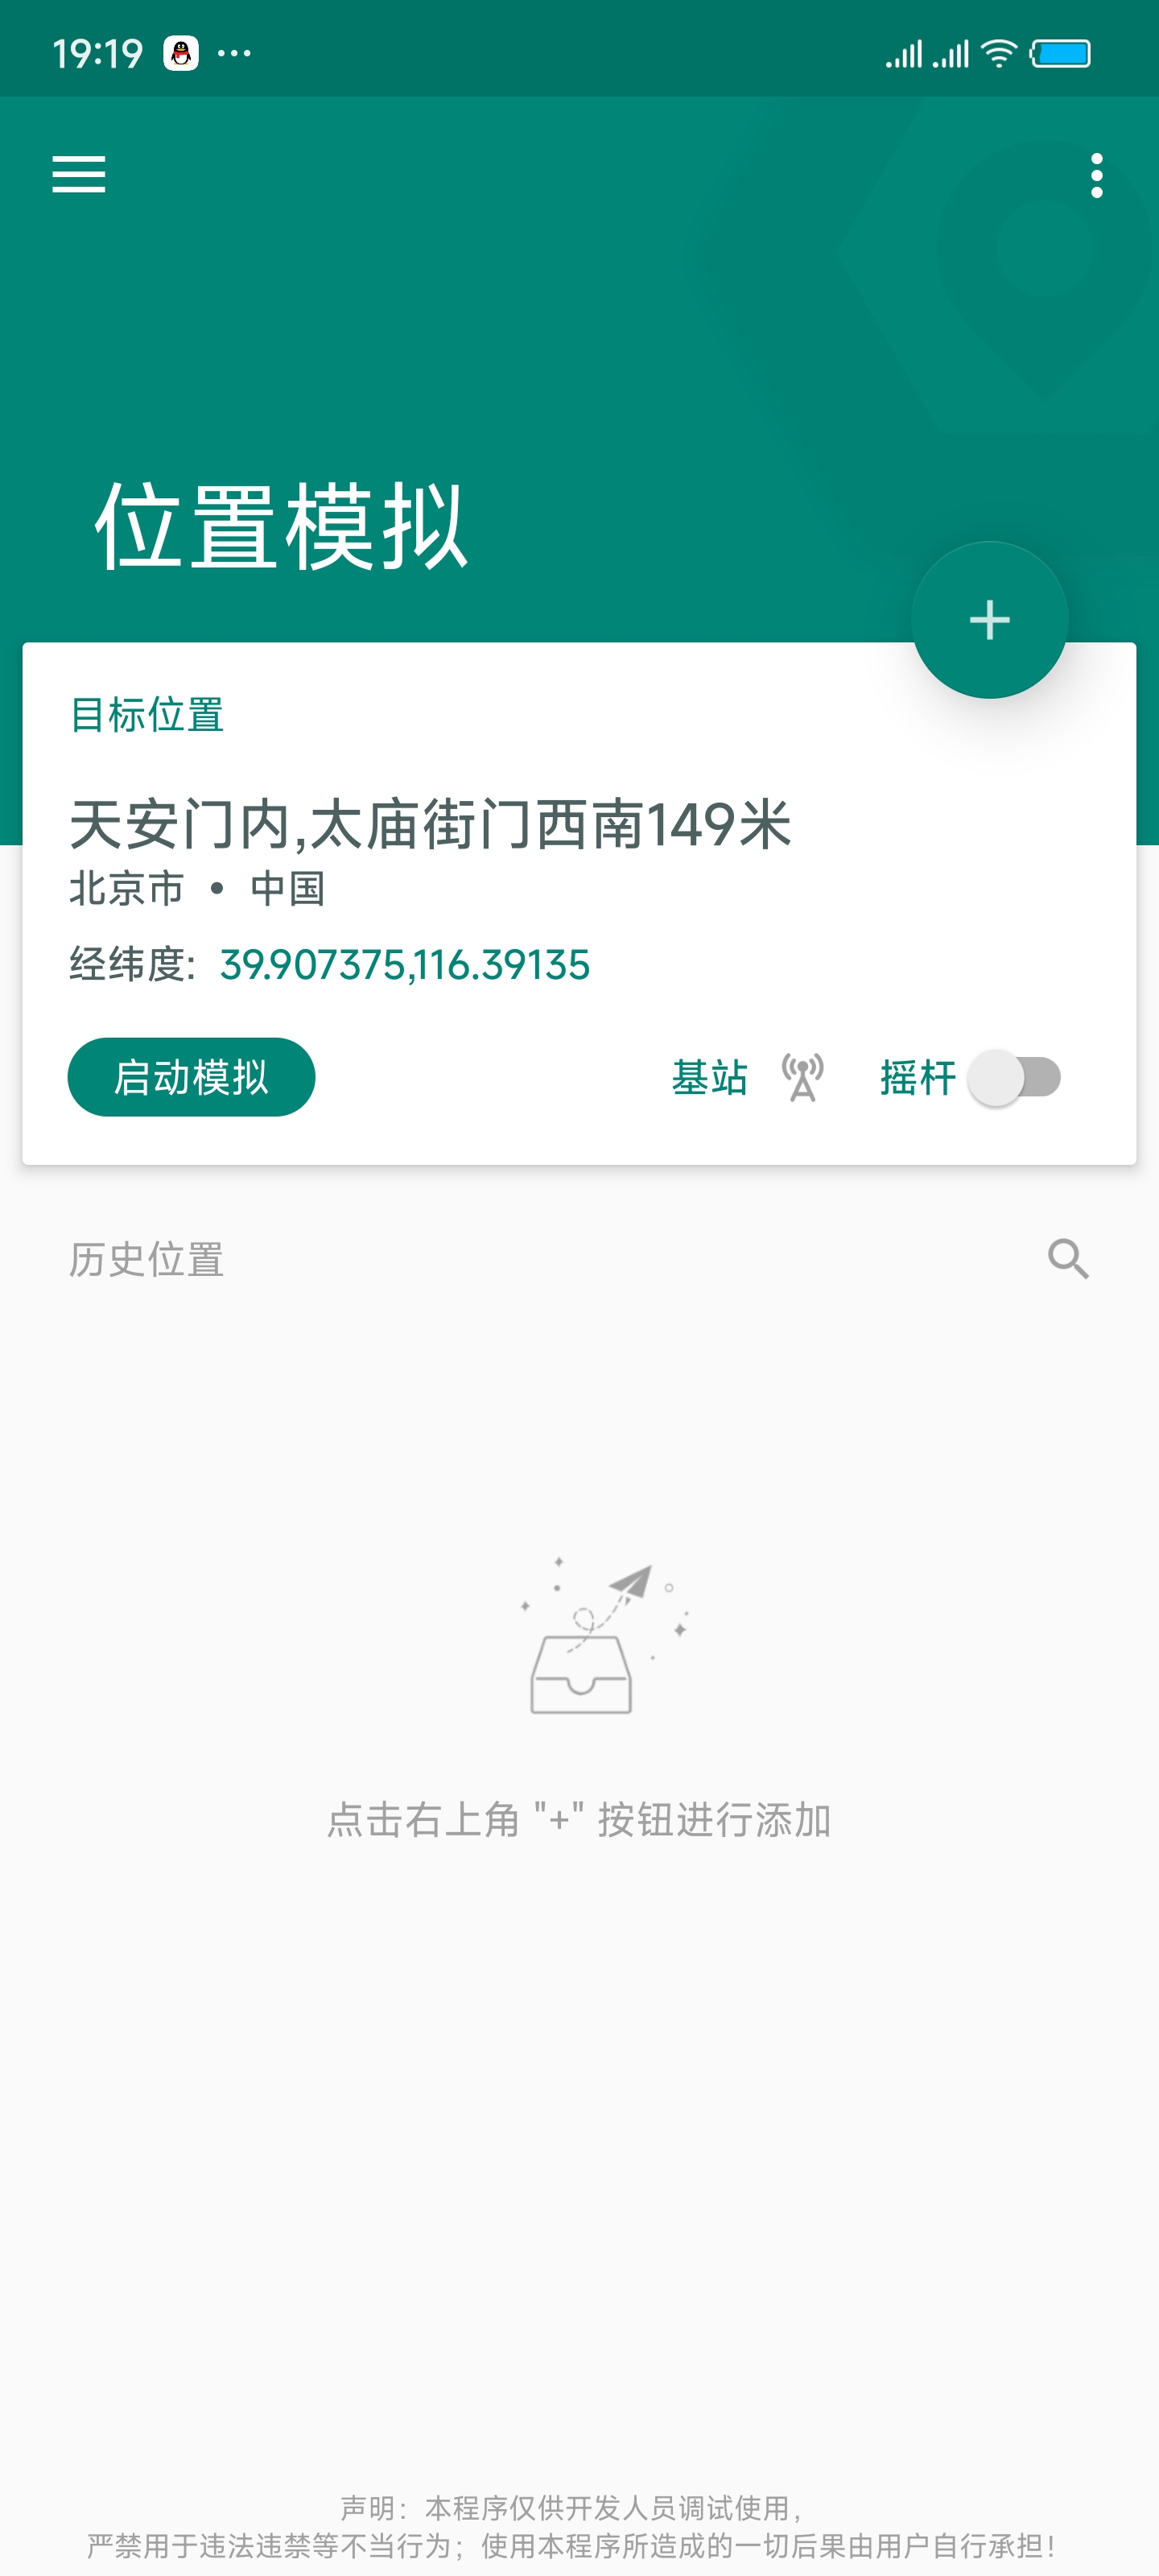 19:19
位置模拟
目标位置
天安门内,太庙街门西南149米
北京市 • 中国
经纬度: 39.907375,116.39135
启动模拟 基站 摇杆
历史位置
点击右上角 "+" 按钮进行添加
声明：本程序仅供开发人员调试使用，
严禁用于违法违禁等不当行为；使用本程序所造成的一切后果由用户自行承担！